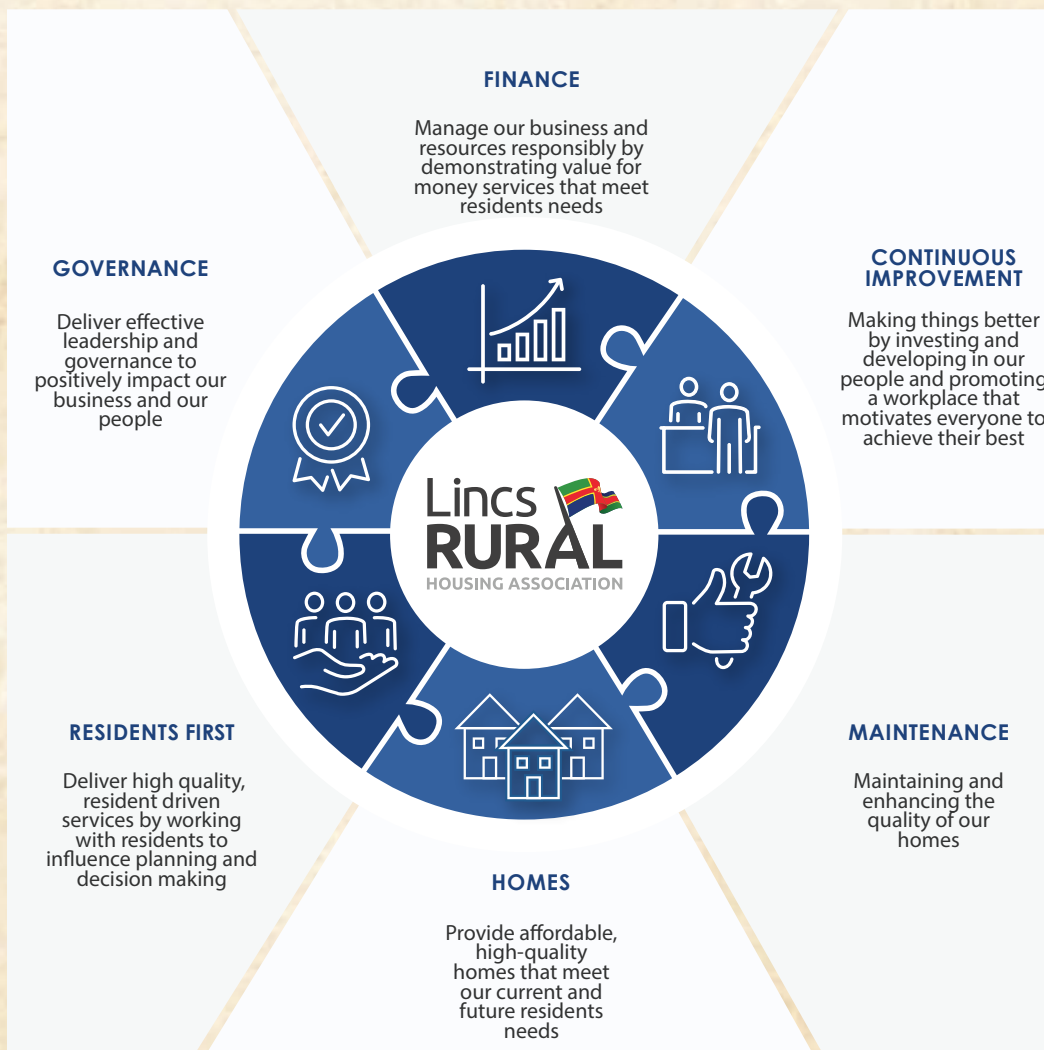 FINANCE
Manage our business and
resources responsibly by
demonstrating value for
money services that meet
residents needs
GOVERNANCE
Deliver effective
leadership and
governance to
positively impact our
business and our
people
CONTINUOUS
IMPROVEMENT
Making things better
by investing and
developing in our
people and promoting
a workplace that
motivates everyone to
achieve their best
Lincs
RURAL
HOUSING ASSOCIATION
RESIDENTS FIRST
Deliver high quality,
resident driven
services by working
with residents to
influence planning and
decision making
MAINTENANCE
Maintaining and
enhancing the
quality of our
homes
HOMES
Provide affordable,
high-quality
homes that meet
our current and
future residents
needs